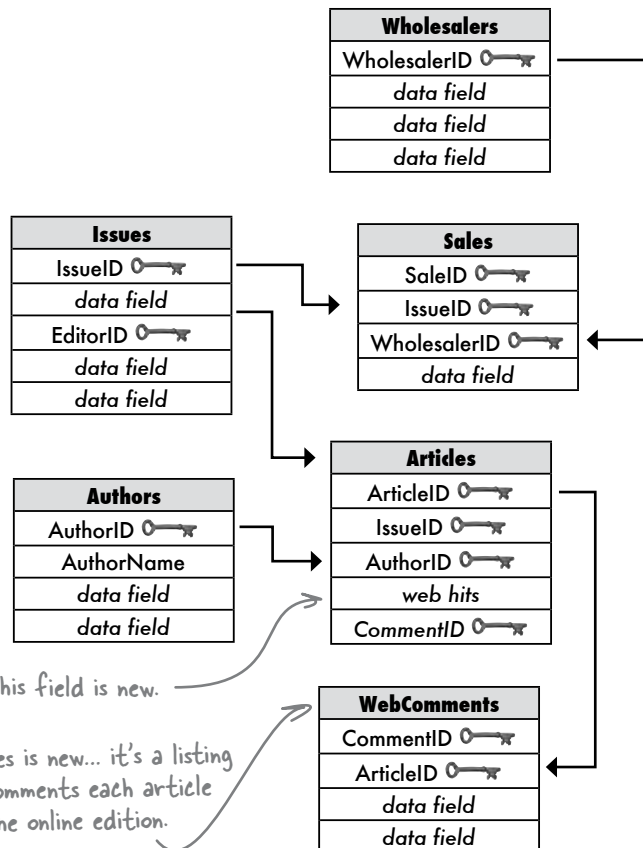 Wholesalers
WholesalerID
data field
data field
data field
Issues
IssueID
data field
EditorID
data field
data field
Sales
SaleID
IssueID
WholesalerID
data field
Authors
AuthorID
AuthorName
data field
data field
Articles
ArticleID
IssueID
AuthorID
web hits
CommentID
his field is new.
es is new... it's a listing
omments each article
ne online edition.
WebComments
CommentID
ArticleID
data field
data field